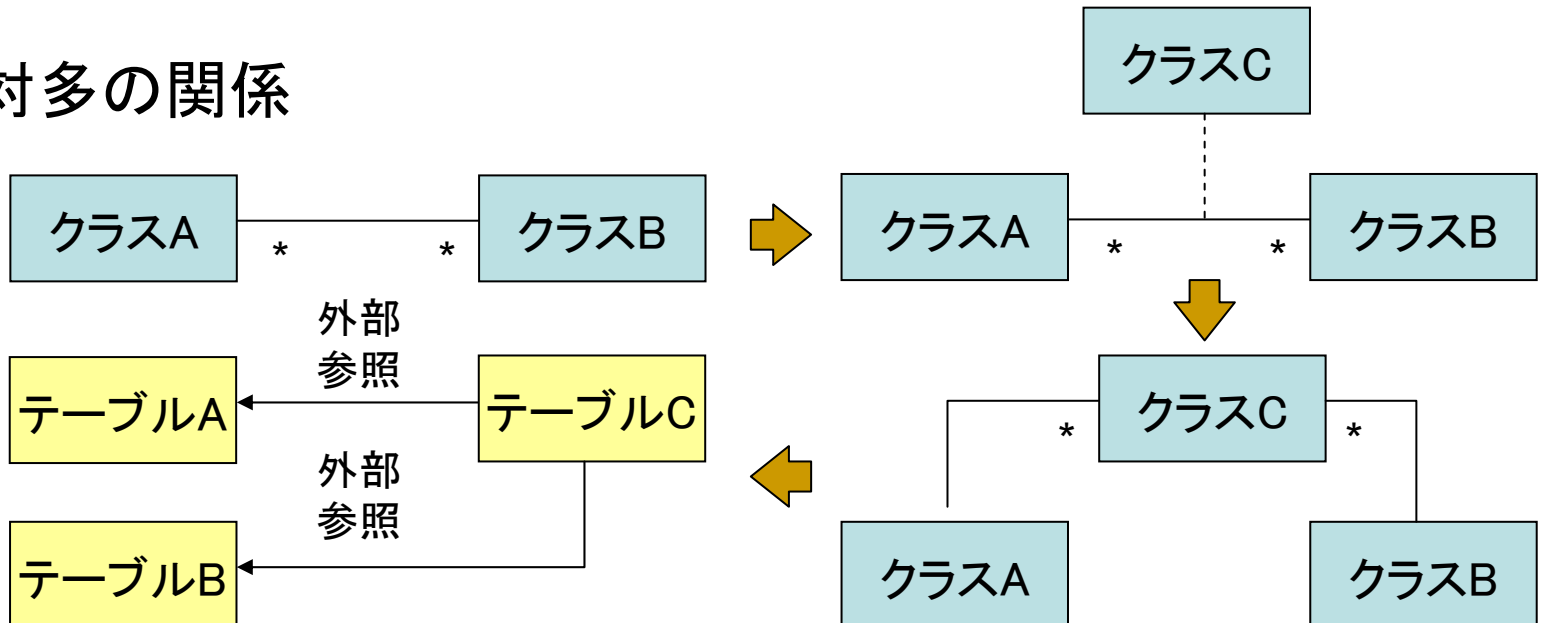 対多の関係
クラスC
クラスA
*
*
クラスB
クラスA
*
*
クラスB
外部
参照
テーブルA
テーブルC
外部
参照
テーブルB
*
クラスC
*
クラスA
クラスB